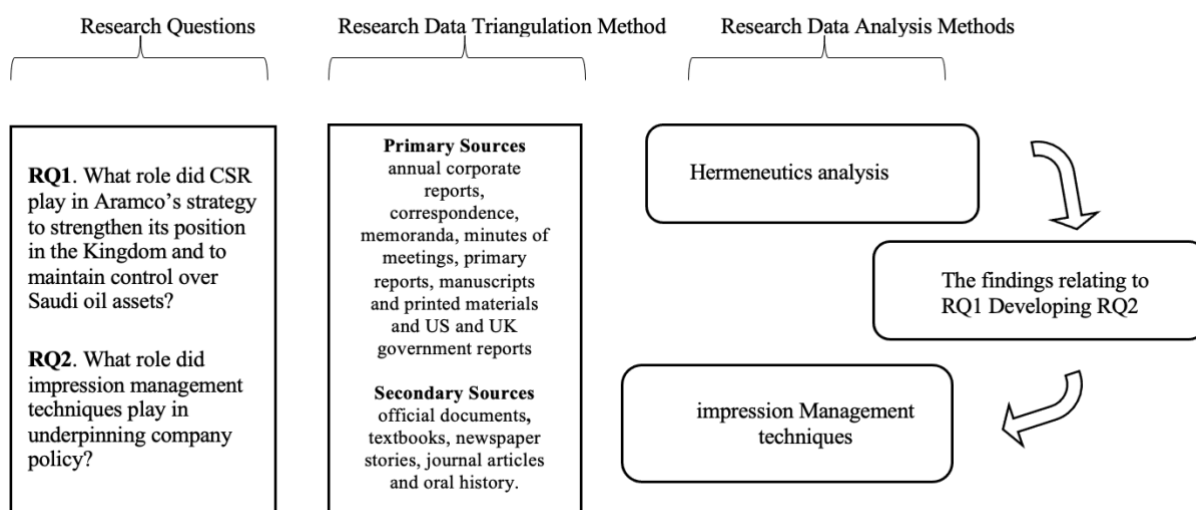 Research Questions
Research Data Triangulation Method
Research Data Analysis Methods
RQ1. What role did CSR
play in Aramco’s strategy
to strengthen its position
in the Kingdom and to
maintain control over
Saudi oil assets?
RQ2. What role did
impression management
techniques play in
underpinning company
policy?
Primary Sources
annual corporate
reports,
correspondence,
memoranda, minutes of
meetings, primary
reports, manuscripts
and printed materials
and US and UK
government reports
Secondary Sources
official documents,
textbooks, newspaper
stories, journal articles
and oral history.
Hermeneutics analysis
The findings relating to
RQ1 Developing RQ2
impression Management
techniques